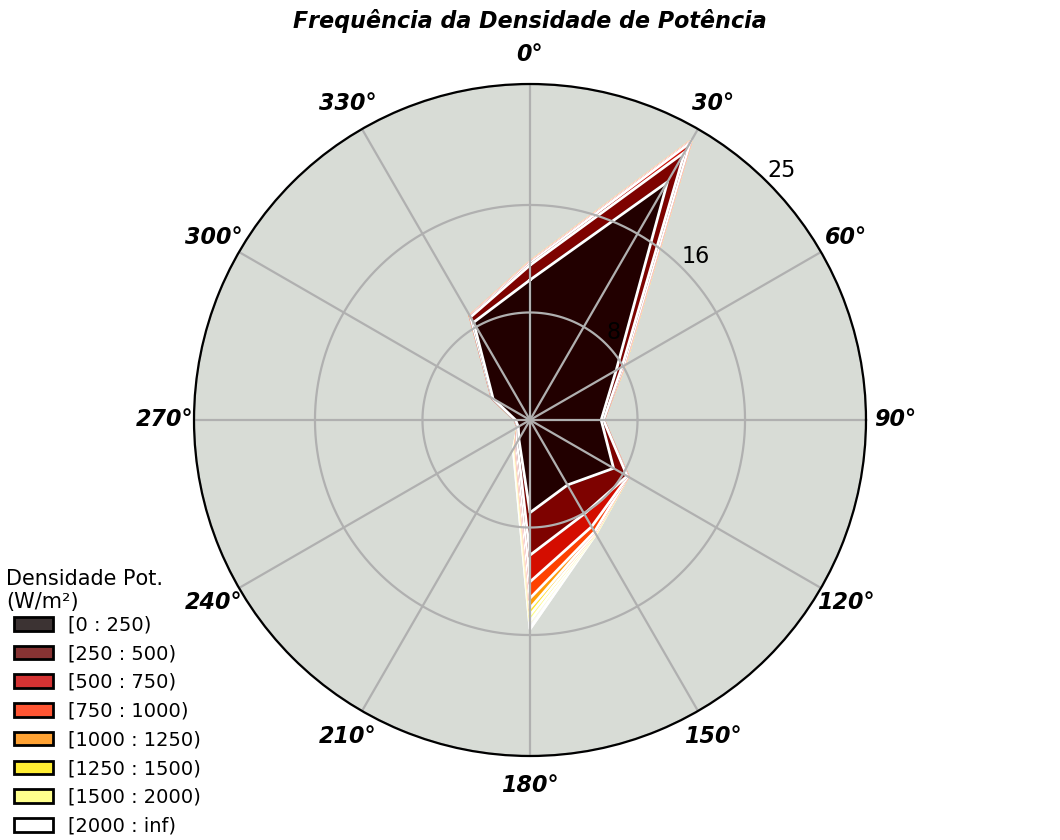 Frequência da Densidade de Potência
0°
330°
30°
25
300°
60°
16
8
270°
90°
240°
120°
210°
150°
180°
Densidade Pot.
(W/m²)
[0 : 250)
[250 : 500)
[500 : 750)
[750 : 1000)
[1000 : 1250)
[1250 : 1500)
[1500 : 2000)
[2000 : inf)